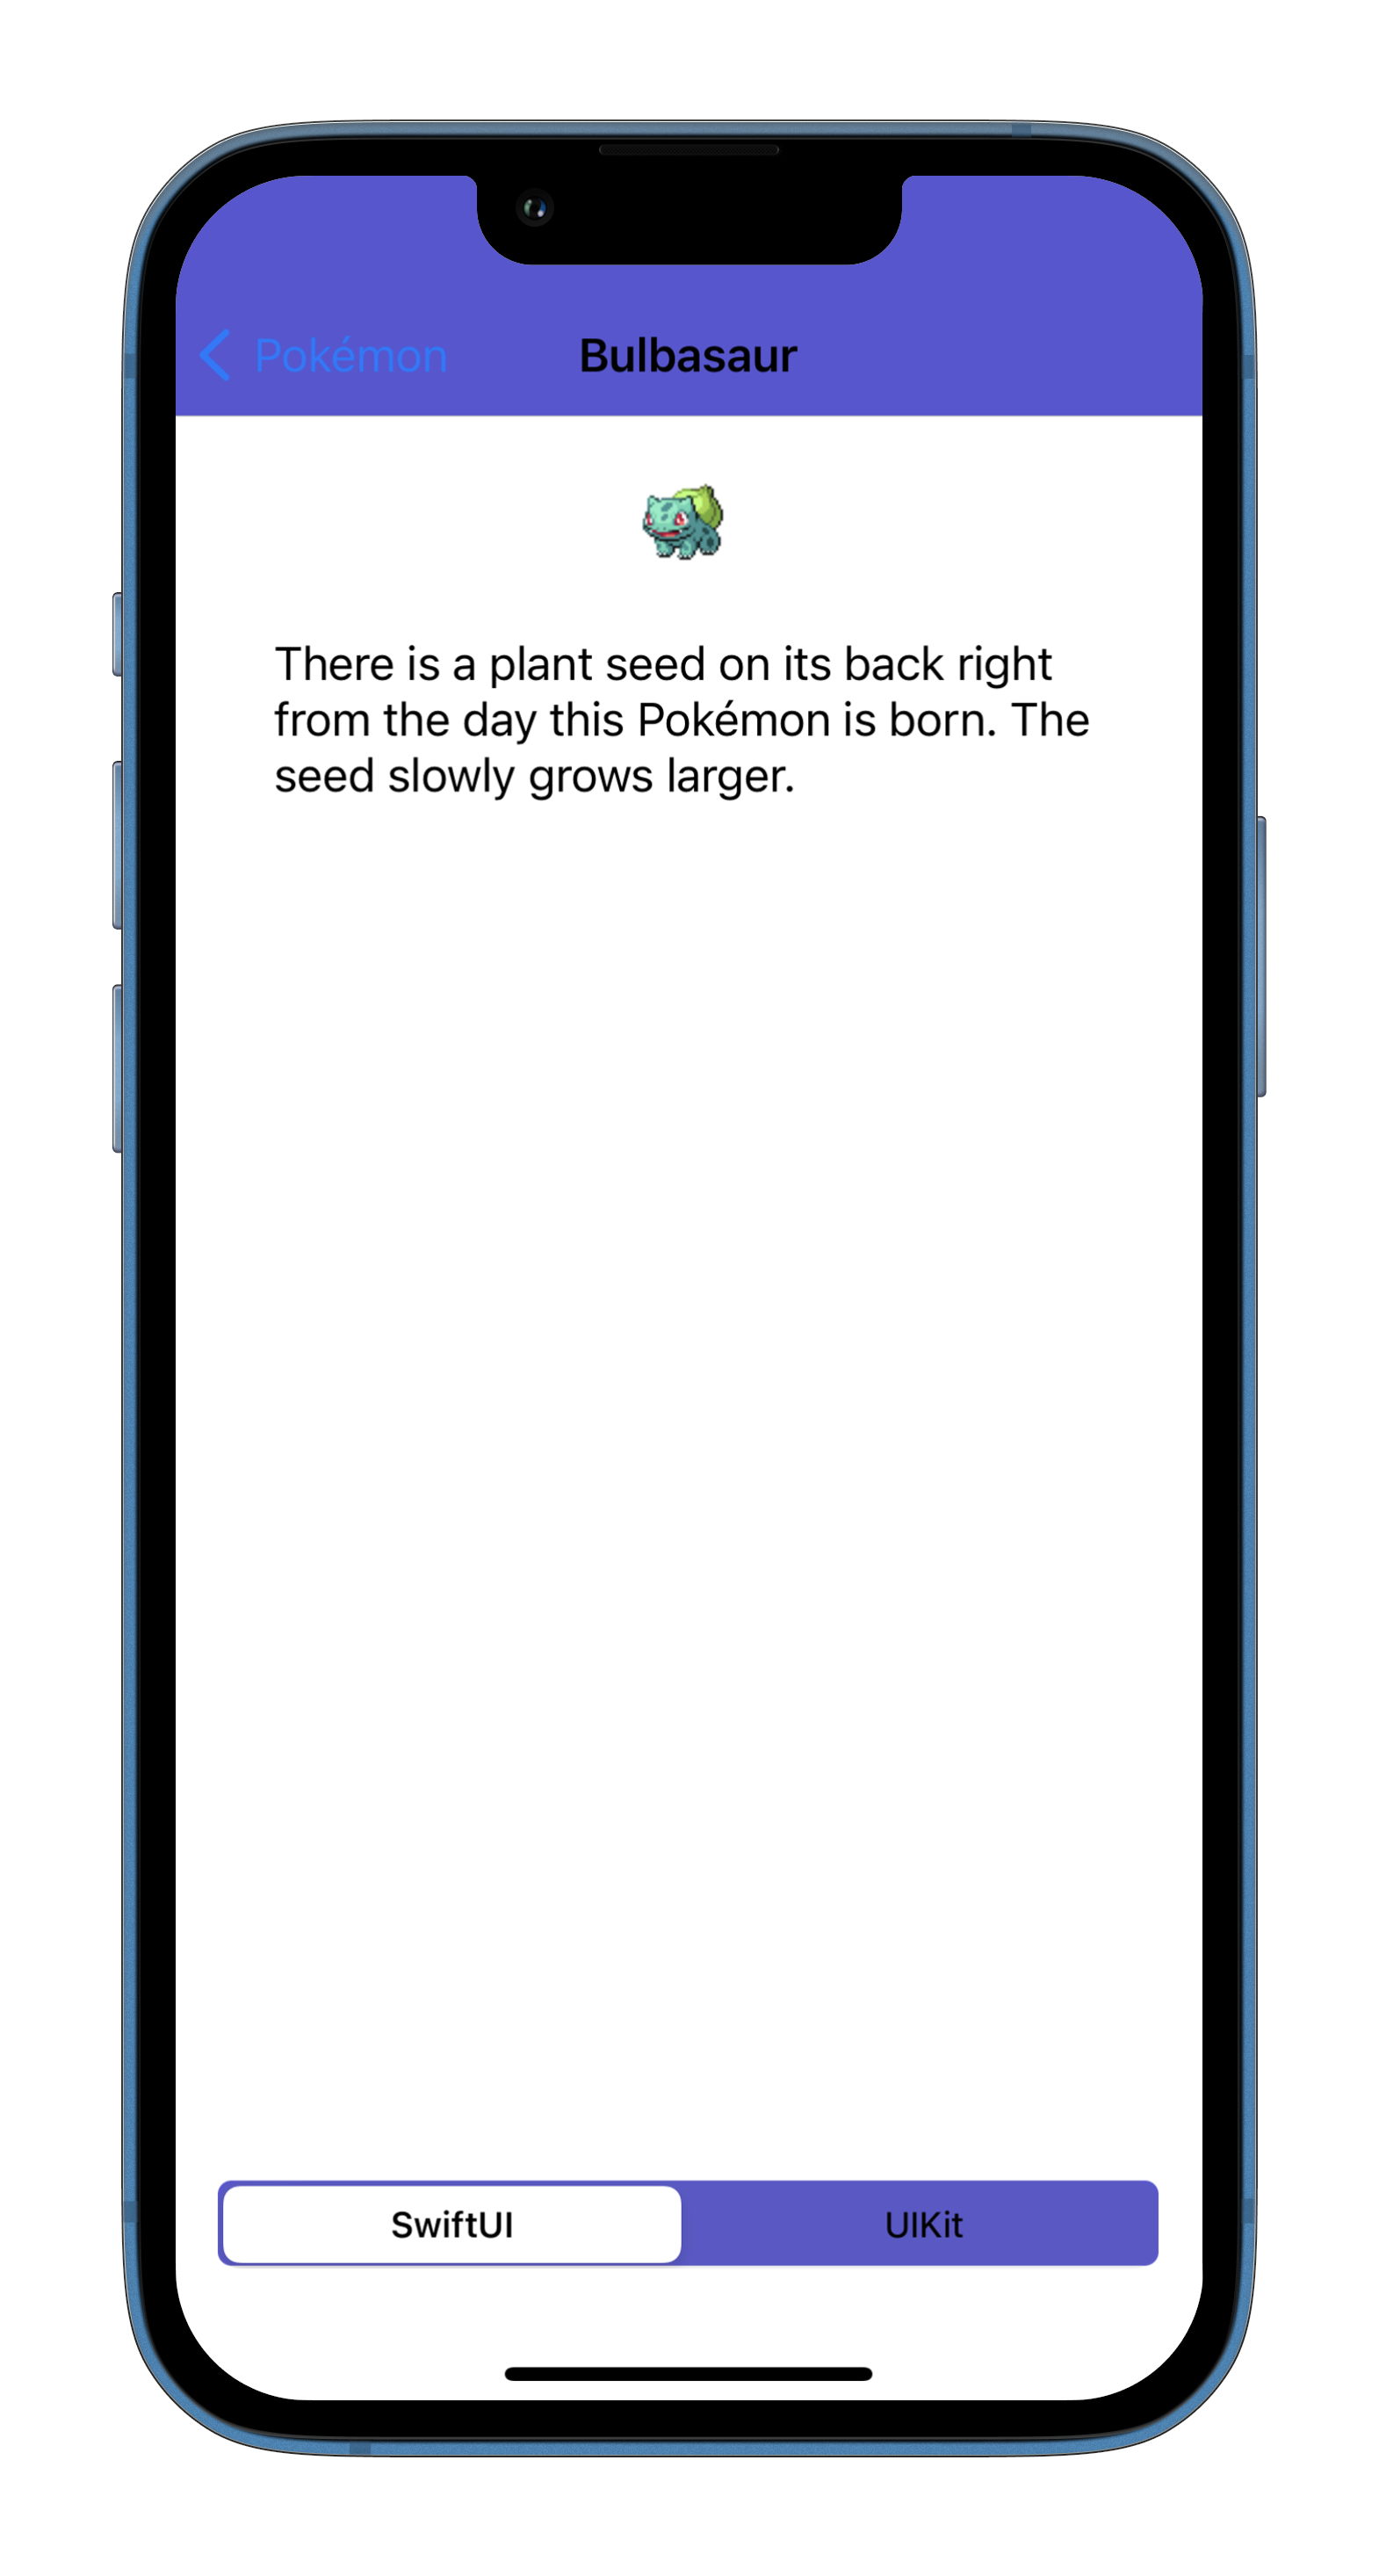 Pokémon
Bulbasaur
There is a plant seed on its back right
from the day this Pokémon is born. The
seed slowly grows larger.
SwiftUI
UIKit